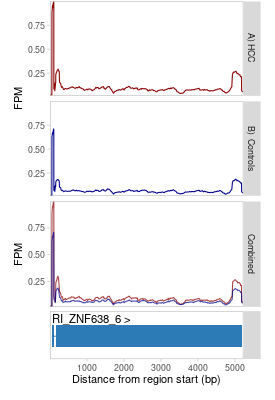 0.75
0.50
0.25
FPM
A) HCC
0.75
0.50
0.25
B) Controls
0.75
0.50
0.25
FPM
Combined
RI_ZNF638_6 >
1000 2000 3000 4000 5000
Distance from region start (bp)